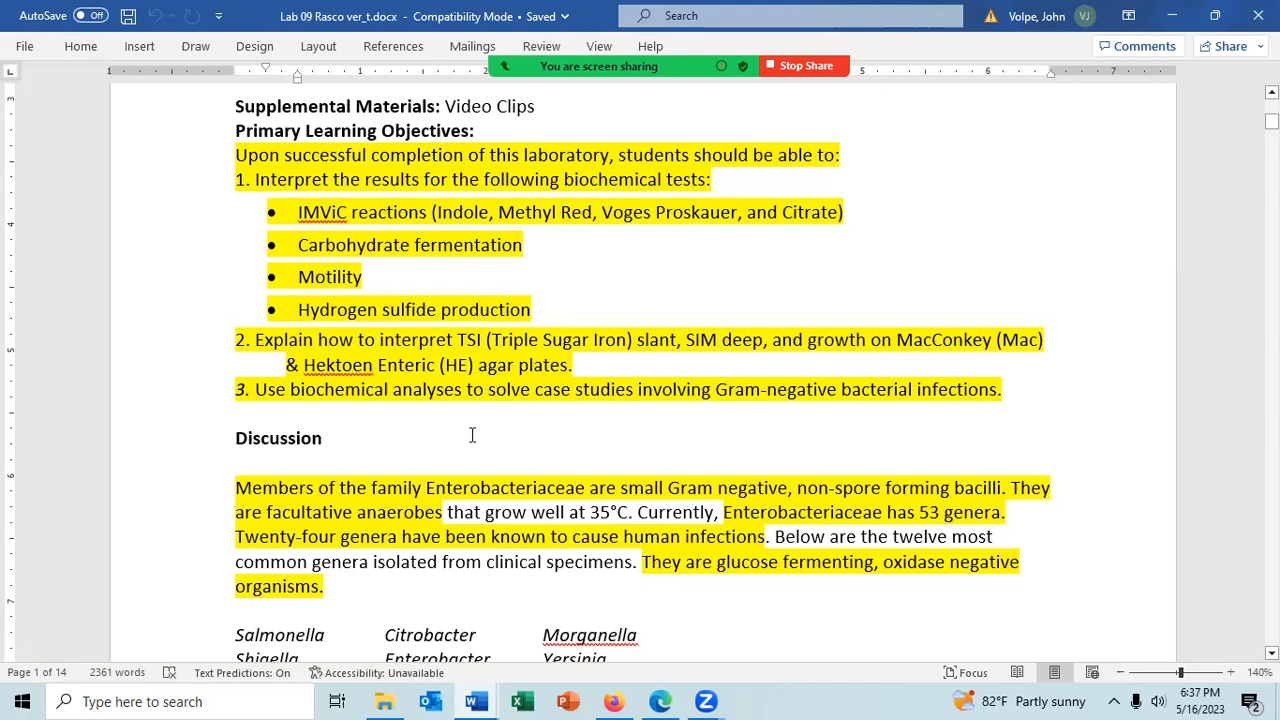 AutoSave Off Lab 09 Rasco ver_t.docx - Compatibility Mode • Saved Search Volpe, John VJ
File Home Insert Draw Design Layout References Mailings Review View Help Comments Share
You are screen sharing Stop Share
1 5 6 7
Supplemental Materials: Video Clips
Primary Learning Objectives:
Upon successful completion of this laboratory, students should be able to:
1. Interpret the results for the following biochemical tests:
• IMViC reactions (Indole, Methyl Red, Voges Proskauer, and Citrate)
• Carbohydrate fermentation
• Motility
• Hydrogen sulfide production
2. Explain how to interpret TSI (Triple Sugar Iron) slant, SIM deep, and growth on MacConkey (Mac)
& Hektoen Enteric (HE) agar plates.
3. Use biochemical analyses to solve case studies involving Gram-negative bacterial infections.
Discussion
Members of the family Enterobacteriaceae are small Gram negative, non-spore forming bacilli. They
are facultative anaerobes that grow well at 35°C. Currently, Enterobacteriaceae has 53 genera.
Twenty-four genera have been known to cause human infections. Below are the twelve most
common genera isolated from clinical specimens. They are glucose fermenting, oxidase negative
organisms.
Salmonella Citrobacter Morganella
Shigella Enterobacter Yersinia
Page 1 of 14 2361 words Text Predictions: On Accessibility: Unavailable Focus 140%
Type here to search 82°F Partly sunny 6:37 PM
5/16/2023 2